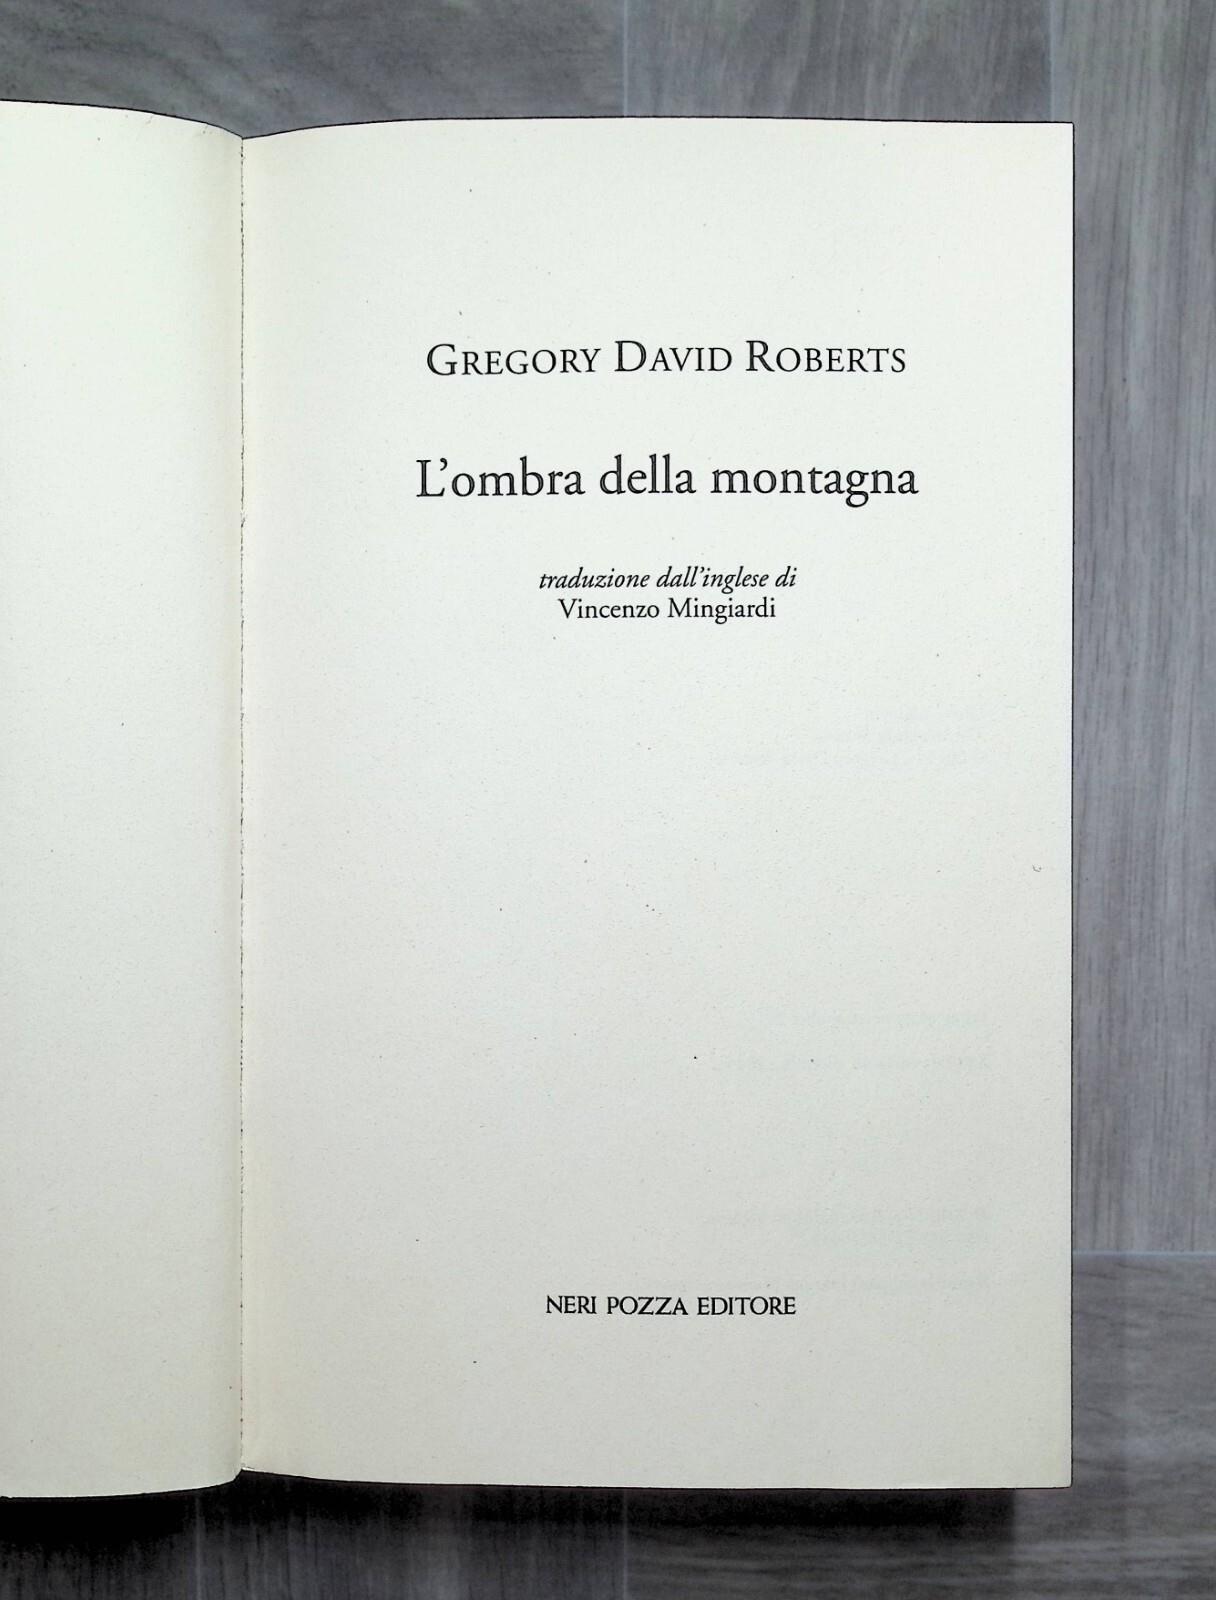 GREGORY DAVID ROBERTS
L'ombra della montagna
traduzione dall'inglese di
Vincenzo Mingiardi
NERI POZZA EDITORE